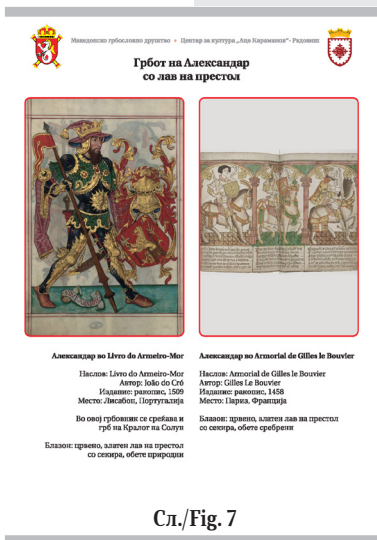 Македонско грбословно друштво • Центар за култура „Ацо Караманов“- Радовиш
Грбот на Александар
со лав на престол
Александар во Livro do Armeiro-Mor
Наслов: Livro do Armeiro-Mor
Автор: João do Cró
Издание: ракопис, 1509
Место: Лисабон, Португалија
Во овој грбовник се среќава и
грб на Кралот на Солун
Блазон: црвено, златен лав на престол
со секира, обете природни
Александар во Armorial de Gilles le Bouvier
Наслов: Armorial de Gilles le Bouvier
Автор: Gilles Le Bouvier
Издание: ракопис, 1458
Место: Париз, Франција
Блазон: црвено, златен лав на престол
со секира, обете сребрени
Сл./Fig. 7